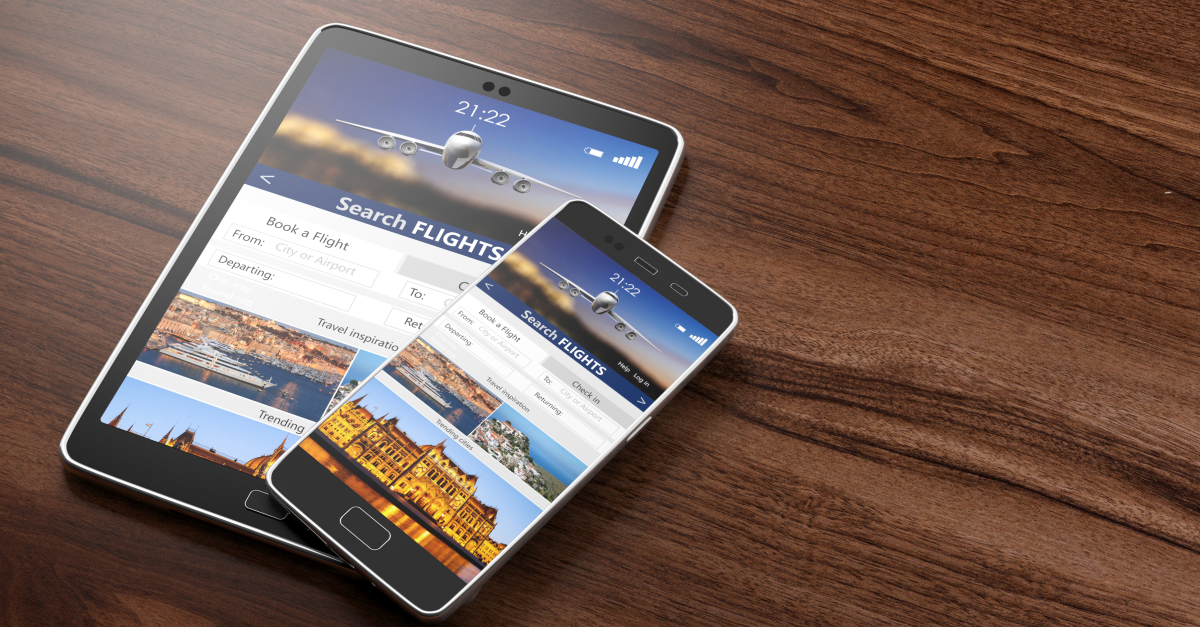 21:22
<
Search FLIGHTS
Book a Flight
From: City or Airport
Departing:
To:
Travel inspiratio
Trending
21:22
Help Log in
<
Search FLIGHTS
>
Book a Flight
Check in
From: City or Airport
To: City or Airport
Departing:
Returning:
Travel inspiration
Trending cities